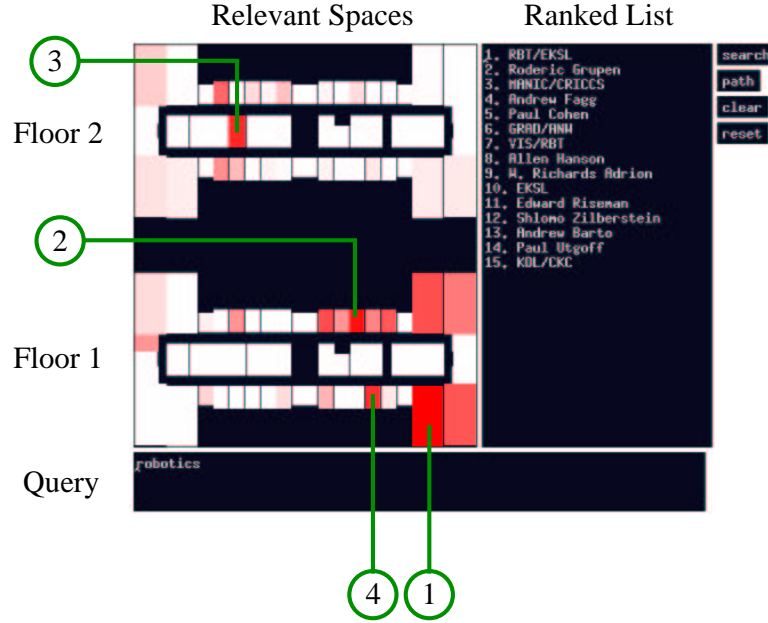 Relevant Spaces
Ranked List
3
Floor 2
2
Floor 1
1. RBT/EKSL
2. Roderic Grupen
3. MANIC/CRICCS
4. Andrew Fagg
5. Paul Cohen
6. GRAD/ANW
7. VIS/RBT
8. Allen Hanson
9. W. Richards Adrion
10. EKSL
11. Edward Riseman
12. Shlomo Zilberstein
13. Andrew Barto
14. Paul Utgoff
15. KDL/CKC
search
path
clear
reset
Query
robotics
4
1